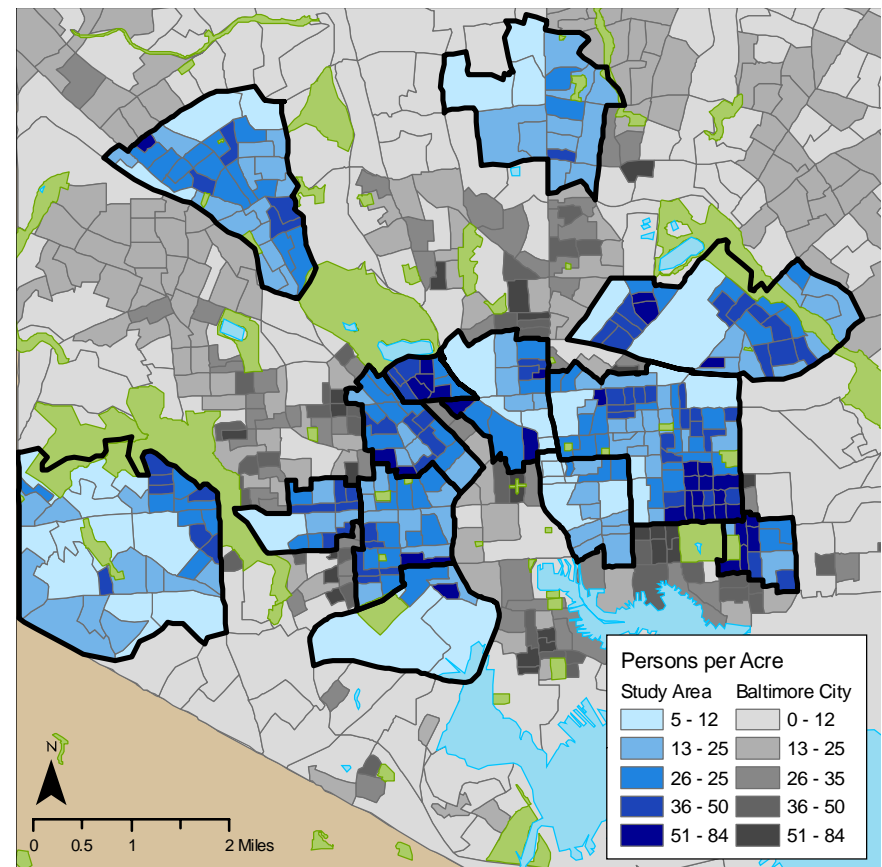 Persons per Acre
Study Area Baltimore City
5 - 12 0 - 12
13 - 25 13 - 25
26 - 25 26 - 35
36 - 50 36 - 50
51 - 84 51 - 84
N
0 0.5 1 2 Miles